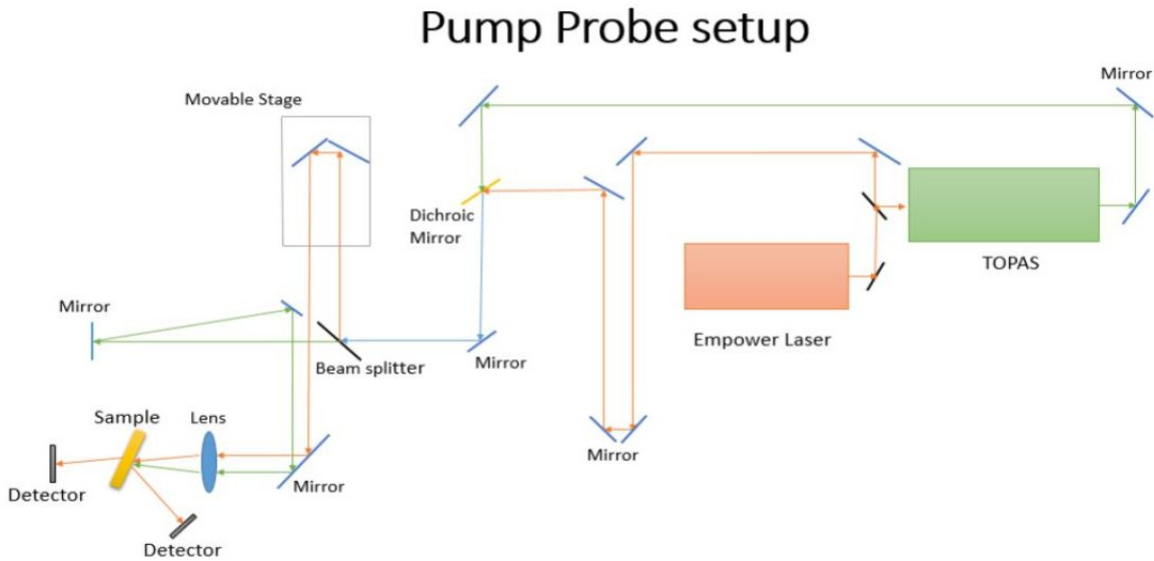 Pump Probe setup
Mirror
Movable Stage
Dichroic
Mirror
TOPAS
Mirror
Empower Laser
Mirror
Beam splitter
Sample
Lens
Mirror
Mirror
Detector
Detector